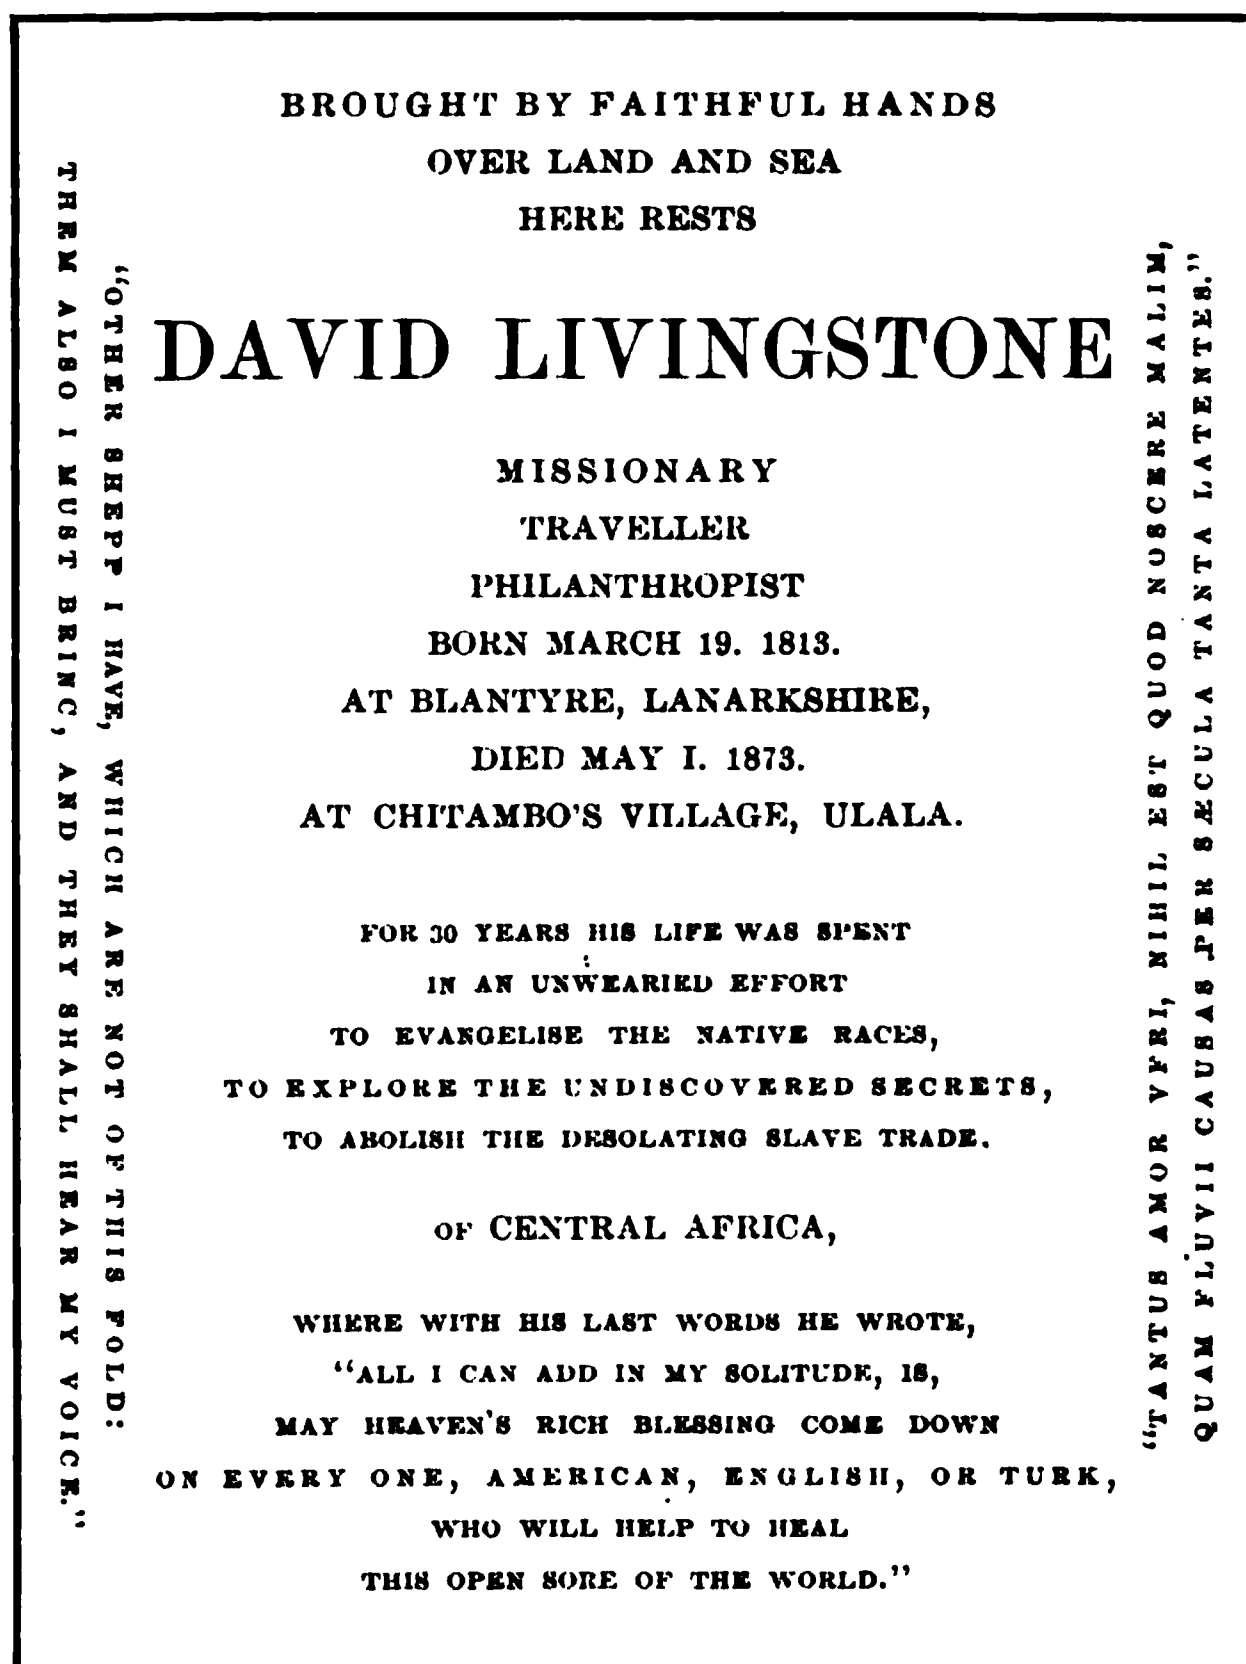 BROUGHT BY FAITHFUL HANDS
OVER LAND AND SEA
HERE RESTS
DAVID LIVINGSTONE
MISSIONARY
TRAVELLER
PHILANTHROPIST
BORN MARCH 19. 1813.
AT BLANTYRE, LANARKSHIRE,
DIED MAY I. 1873.
AT CHITAMBO'S VILLAGE, ULALA.
FOR 30 YEARS HIS LIFE WAS SPENT
IN AN UNWEARIED EFFORT
TO EVANGELISE THE NATIVE RACES,
TO EXPLORE THE UNDISCOVERED SECRETS,
TO ABOLISH THE DESOLATING SLAVE TRADE.
OF CENTRAL AFRICA,
WHERE WITH HIS LAST WORDS HE WROTE,
"ALL I CAN ADD IN MY SOLITUDE, IS,
MAY HEAVEN'S RICH BLESSING COME DOWN
ON EVERY ONE, AMERICAN, ENGLISH, OR TURK,
WHO WILL HELP TO HEAL
THIS OPEN SORE OF THE WORLD."
"OTHER SHEPP I HAVE, WHICH ARE NOT OF THIS FOLD:
THEM ALSO I MUST BRINC, AND THEY SHALL HEAR MY VOICE."
"TANTUS AMOR VFRI, NIHIL EST QUOD NOSCERE MALIM,
QUAM FLUVII CAUSAS PER SÆCULA TANTA LATENTES."